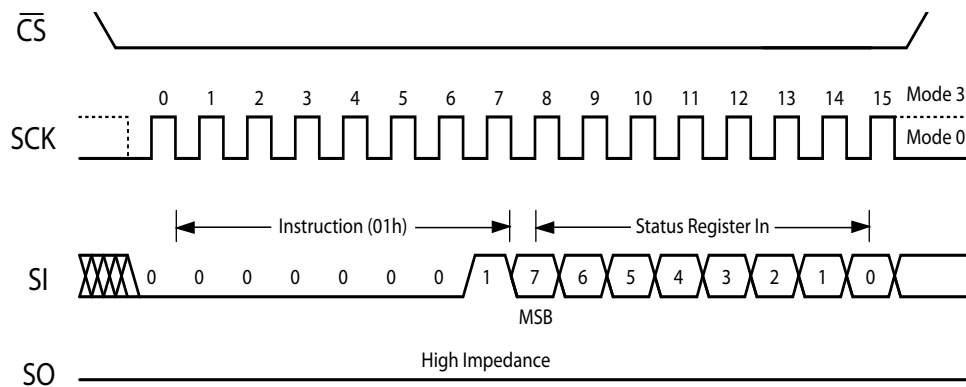 CS
0 1 2 3 4 5 6 7 8 9 10 11 12 13 14 15 Mode 3
SCK
Mode 0
Instruction (01h) Status Register In
SI 0 0 0 0 0 0 0 1 7 6 5 4 3 2 1 0
MSB
High Impedance
SO